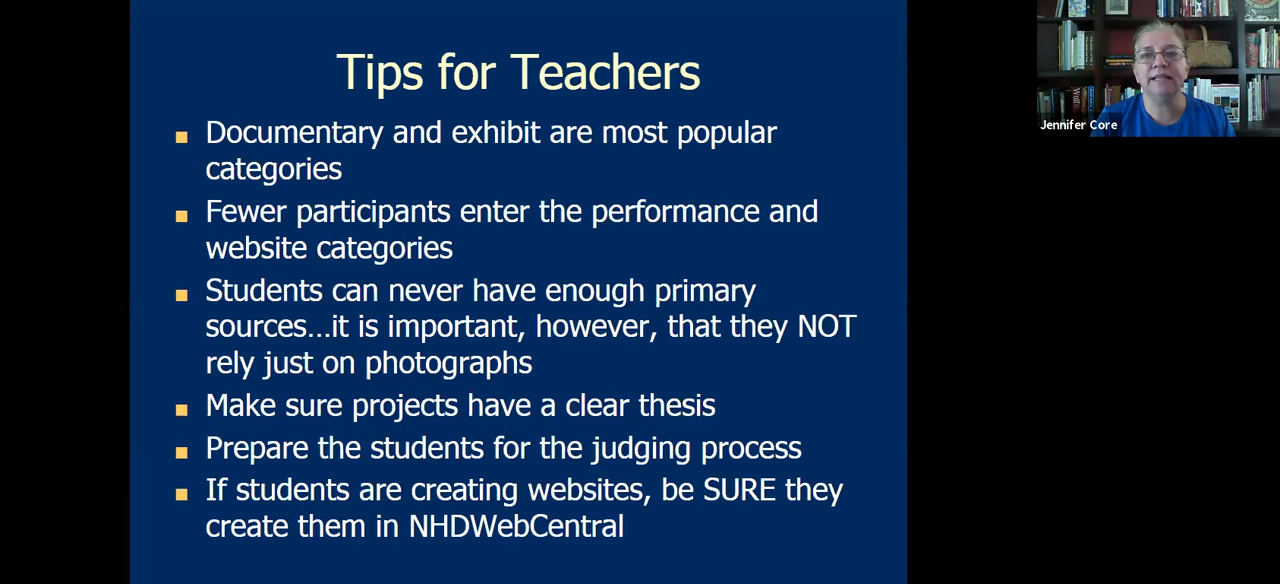 Tips for Teachers
Documentary and exhibit are most popular
categories
Fewer participants enter the performance and
website categories
Students can never have enough primary
sources...it is important, however, that they NOT
rely just on photographs
Make sure projects have a clear thesis
Prepare the students for the judging process
If students are creating websites, be SURE they
create them in NHDWebCentral
Jennifer Core